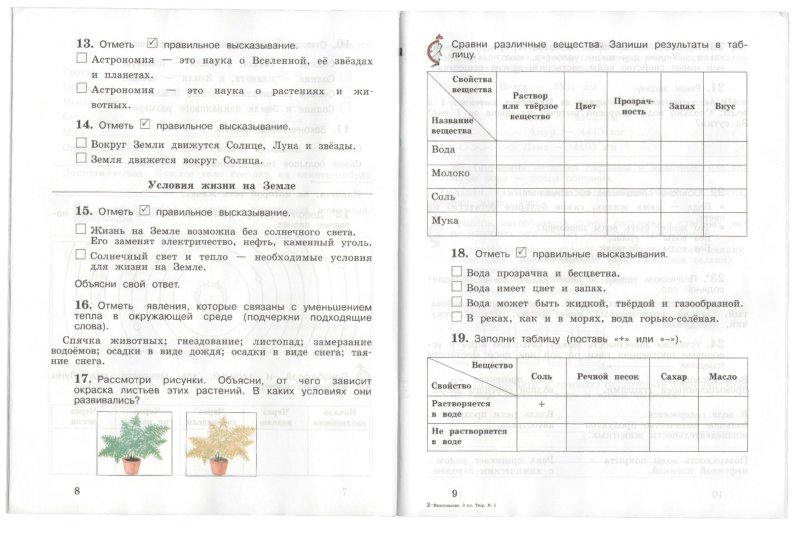 13. Отметь ☑ правильное высказывание.
☐ Астрономия — это наука о Вселенной, её звёздах
и планетах.
☐ Астрономия — это наука о растениях и жи-
вотных.
14. Отметь ☑ правильное высказывание.
☐ Вокруг Земли движутся Солнце, Луна и звёзды.
☐ Земля движется вокруг Солнца.
Условия жизни на Земле
15. Отметь ☑ правильное высказывание.
☐ Жизнь на Земле возможна без солнечного света.
Его заменят электричество, нефть, каменный уголь.
☐ Солнечный свет и тепло — необходимые условия
для жизни на Земле.
Объясни свой ответ.
16. Отметь явления, которые связаны с уменьшением
тепла в окружающей среде (подчеркни подходящие
слова).
Спячка животных; гнездование; листопад; замерзание
водоёмов; осадки в виде дождя; осадки в виде снега; тая-
ние снега.
17. Рассмотри рисунки. Объясни, от чего зависит
окраска листьев этих растений. В каких условиях они
развивались?
8
Сравни различные вещества. Запиши результаты в таб-
лицу.
Свойства
вещества
Название
вещества
Раствор
или твёрдое
вещество
Цвет
Прозрач-
ность
Запах
Вкус
Вода
Молоко
Соль
Мука
18. Отметь ☑ правильные высказывания.
☐ Вода прозрачна и бесцветна.
☐ Вода имеет цвет и запах.
☐ Вода может быть жидкой, твёрдой и газообразной.
☐ В реках, как и в морях, вода горько-солёная.
19. Заполни таблицу (поставь «+» или «−»).
Вещество
Свойство
Соль
Речной песок
Сахар
Масло
Растворяется
в воде
+
Не растворяется
в воде
9
2-Виноградова, 3 кл. Тетр. № 1